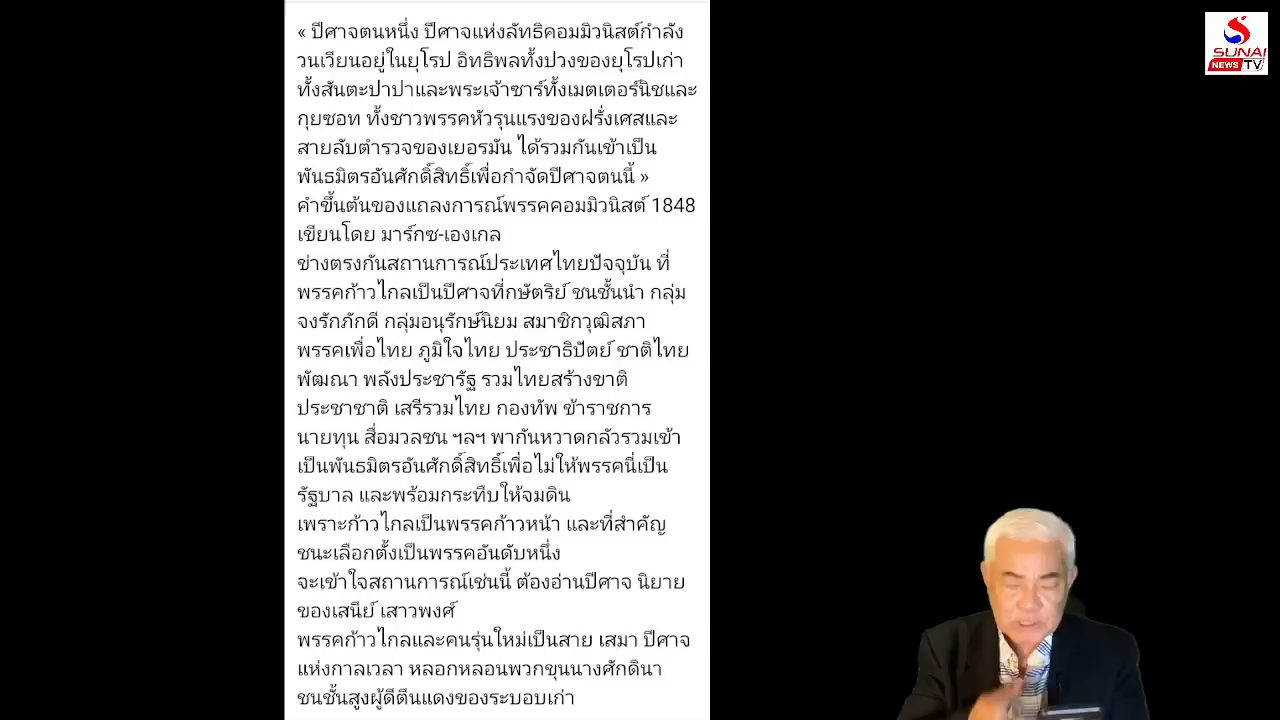 « ปีศาจตนหนึ่ง ปีศาจแห่งลัทธิคอมมิวนิสต์กำลัง
วนเวียนอยู่ในยุโรป อิทธิพลทั้งปวงของยุโรปเก่า
ทั้งสันตะปาปาและพระเจ้าซาร์ทั้งเมตเตอร์นิชและ
กุยซอท ทั้งชาวพรรคหัวรุนแรงของฝรั่งเศสและ
สายลับตำรวจของเยอรมัน ได้รวมกันเข้าเป็น
พันธมิตรอันศักดิ์สิทธิ์เพื่อกำจัดปีศาจตนนี้ »
คำขึ้นต้นของแถลงการณ์พรรคคอมมิวนิสต์ 1848
เขียนโดย มาร์กซ-เองเกล
ข่างตรงกันสถานการณ์ประเทศไทยปัจจุบัน ที่
พรรคก้าวไกลเป็นปีศาจที่กษัตริย์ ชนชั้นนำ กลุ่ม
จงรักภักดี กลุ่มอนุรักษ์นิยม สมาชิกวุฒิสภา
พรรคเพื่อไทย ภูมิใจไทย ประชาธิปัตย์ ชาติไทย
พัฒณา พลังประชารัฐ รวมไทยสร้างขาติ
ประชาชาติ เสรีรวมไทย กองทัพ ข้าราชการ
นายทุน สื่อมวลชน ฯลฯ พากันหวาดกลัวรวมเข้า
เป็นพันธมิตรอันศักดิ์สิทธิ์เพื่อไม่ให้พรรคนี่เป็น
รัฐบาล และพร้อมกระทืบให้จมดิน
เพราะก้าวไกลเป็นพรรคก้าวหน้า และที่สำคัญ
ชนะเลือกตั้งเป็นพรรคอันดับหนึ่ง
จะเข้าใจสถานการณ์เช่นนี้ ต้องอ่านปีศาจ นิยาย
ของเสนีย์ เสาวพงศ์
พรรคก้าวไกลและคนรุ่นใหม่เป็นสาย เสมา ปีศาจ
แห่งกาลเวลา หลอกหลอนพวกขุนนางศักดินา
ชนชั้นสูงผู้ดีตีนแดงของระบอบเก่า
SUNAI
NEWS TV